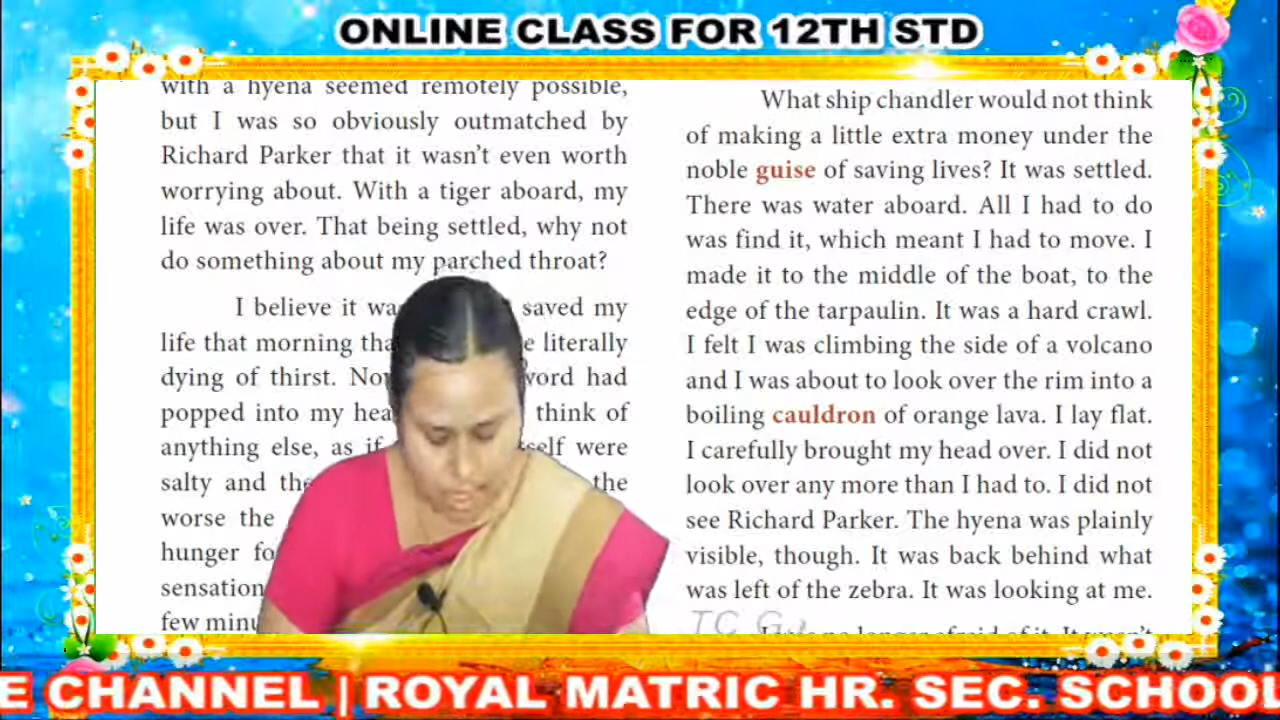 ONLINE CLASS FOR 12TH STD
with a hyena seemed remotely possible,
but I was so obviously outmatched by
Richard Parker that it wasn't even worth
worrying about. With a tiger aboard, my
life was over. That being settled, why not
do something about my parched throat?
I believe it saved my
life that morning literally
dying of thirst. word had
popped into my think of
anything else, as if were
salty and the
worse the
hunger
sensation
few
What ship chandler would not think
of making a little extra money under the
noble guise of saving lives? It was settled.
There was water aboard. All I had to do
was find it, which meant I had to move. I
made it to the middle of the boat, to the
edge of the tarpaulin. It was a hard crawl.
I felt I was climbing the side of a volcano
and I was about to look over the rim into a
boiling cauldron of orange lava. I lay flat.
I carefully brought my head over. I did not
look over any more than I had to. I did not
see Richard Parker. The hyena was plainly
visible, though. It was back behind what
was left of the zebra. It was looking at me.
no longer afraid of it.
E CHANNEL | ROYAL MATRIC HR. SEC. SCHOOL